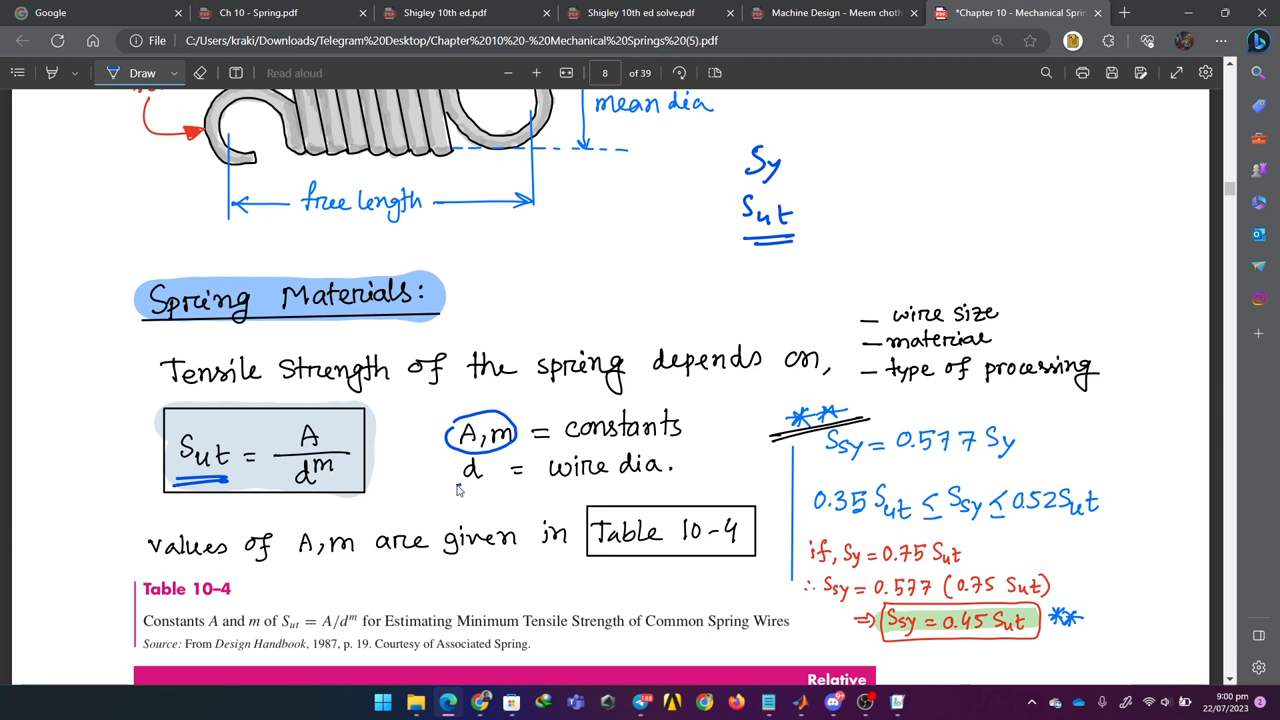 Google
Ch 10 - Spring.pdf
Shigley 10th ed.pdf
Shigley 10th ed solve.pdf
Machine Design - Meem chot
*Chapter 10 - Mechanical Sprin
File
C:/Users/kraki/Downloads/Telegram%20Desktop/Chapter%2010%20-%20Mechanical%20Springs%20(5).pdf
Draw
Read aloud
8
of 39
mean dia
Sy
Sut
free length
Spring Materials:
Tensile Strength of the spring depends on,
— wire size
— material
— type of processing
Sut = A / d^m
A,m = constants
d = wire dia.
values of A,m are given in Table 10-4
** 
Ssy = 0.577 Sy
0.35 Sut ≤ Ssy ≤ 0.52 Sut
if, Sy = 0.75 Sut
∴ Ssy = 0.577 (0.75 Sut)
⇒ Ssy = 0.45 Sut **
Table 10–4
Constants A and m of Sut = A/d^m for Estimating Minimum Tensile Strength of Common Spring Wires
Source: From Design Handbook, 1987, p. 19. Courtesy of Associated Spring.
Relative
9:00 pm
22/07/2023